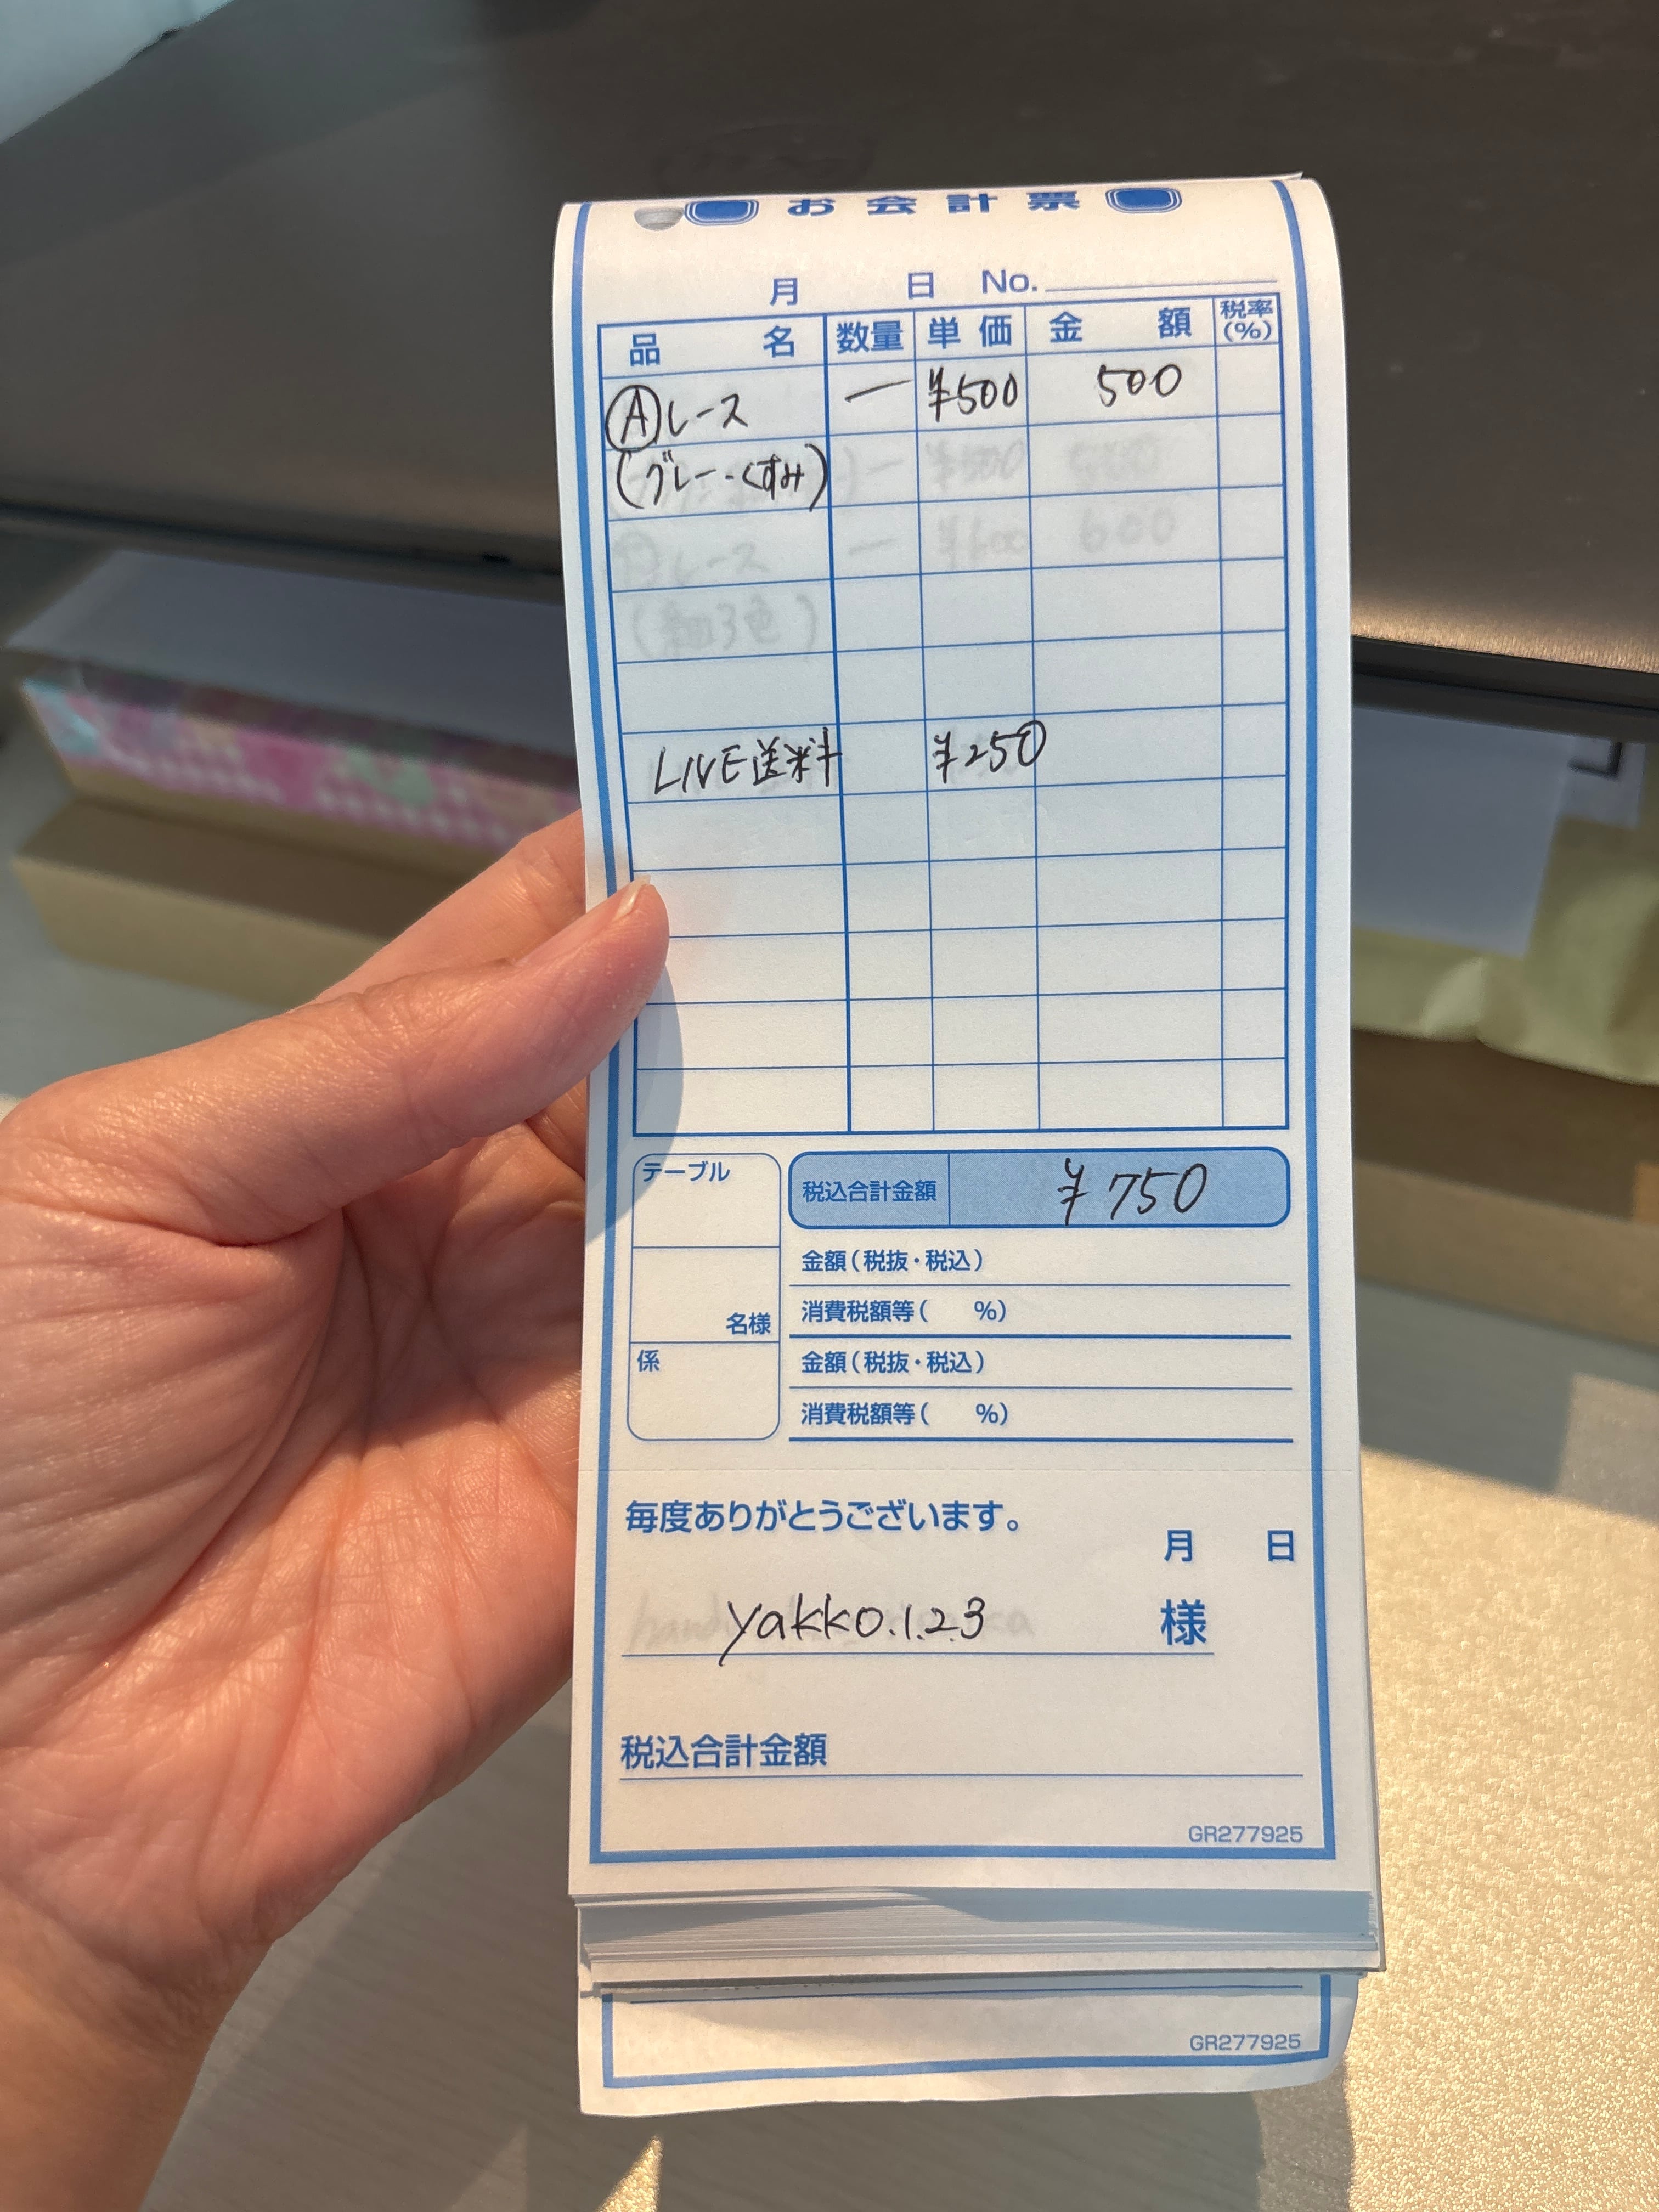 お会計票
月 日 No.
品名 数量 単価 金額 税率(%)
Ⓐレース 一 ¥500 500
(グレー・くすみ)
LIVE送料 ¥250
テーブル
税込合計金額 ¥750
金額(税抜・税込)
消費税額等( %)
名様
係
金額(税抜・税込)
消費税額等( %)
毎度ありがとうございます。
月 日
yakko.1.2.3 様
税込合計金額
GR277925
GR277925